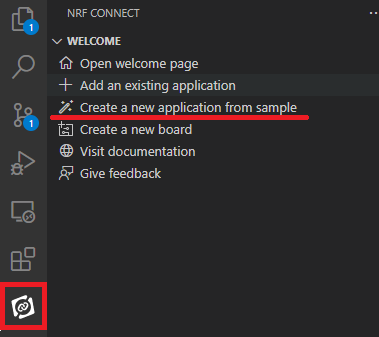 NRF CONNECT
WELCOME
Open welcome page
Add an existing application
Create a new application from sample
Create a new board
Visit documentation
Give feedback
1
1